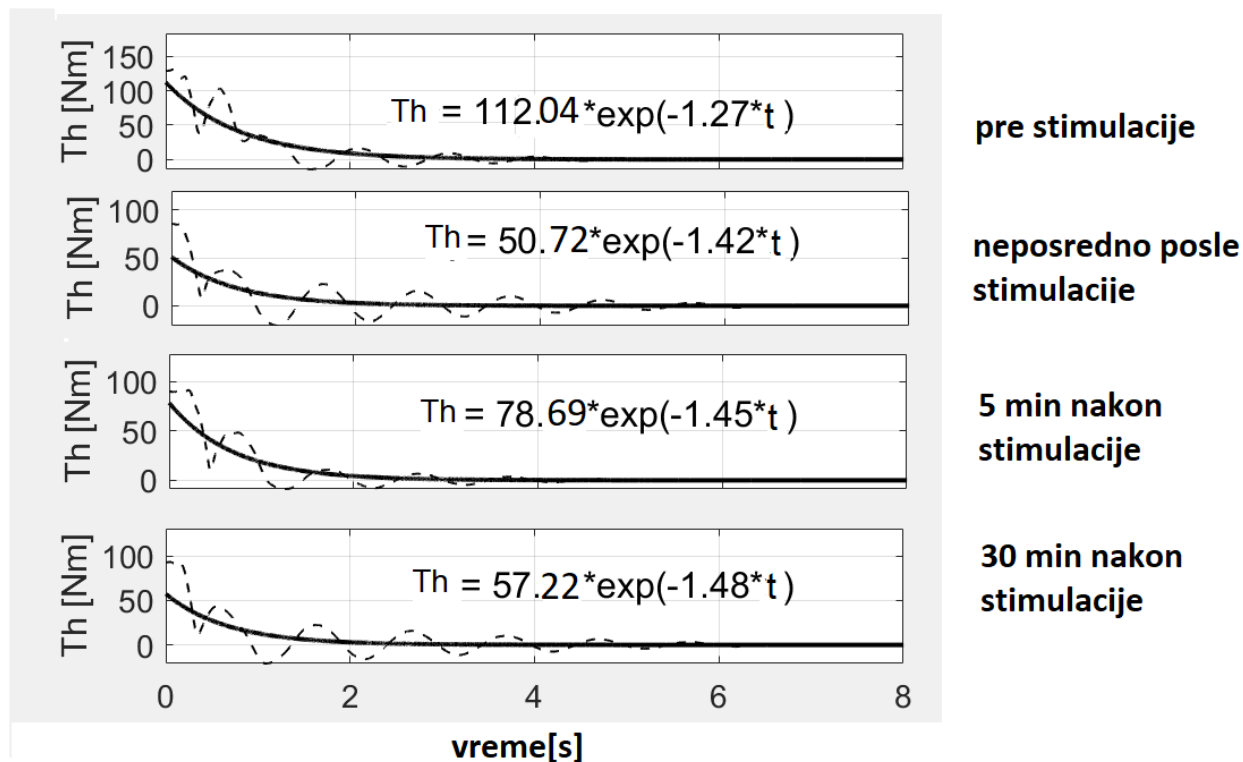 150
100
50
0
Th [Nm]
Th = 112.04*exp(-1.27*t )
pre stimulacije
100
50
0
Th [Nm]
Th = 50.72*exp(-1.42*t )
neposredno posle
stimulacije
100
50
0
Th [Nm]
Th = 78.69*exp(-1.45*t )
5 min nakon
stimulacije
100
50
0
Th [Nm]
Th = 57.22*exp(-1.48*t )
30 min nakon
stimulacije
0 2 4 6 8
vreme[s]